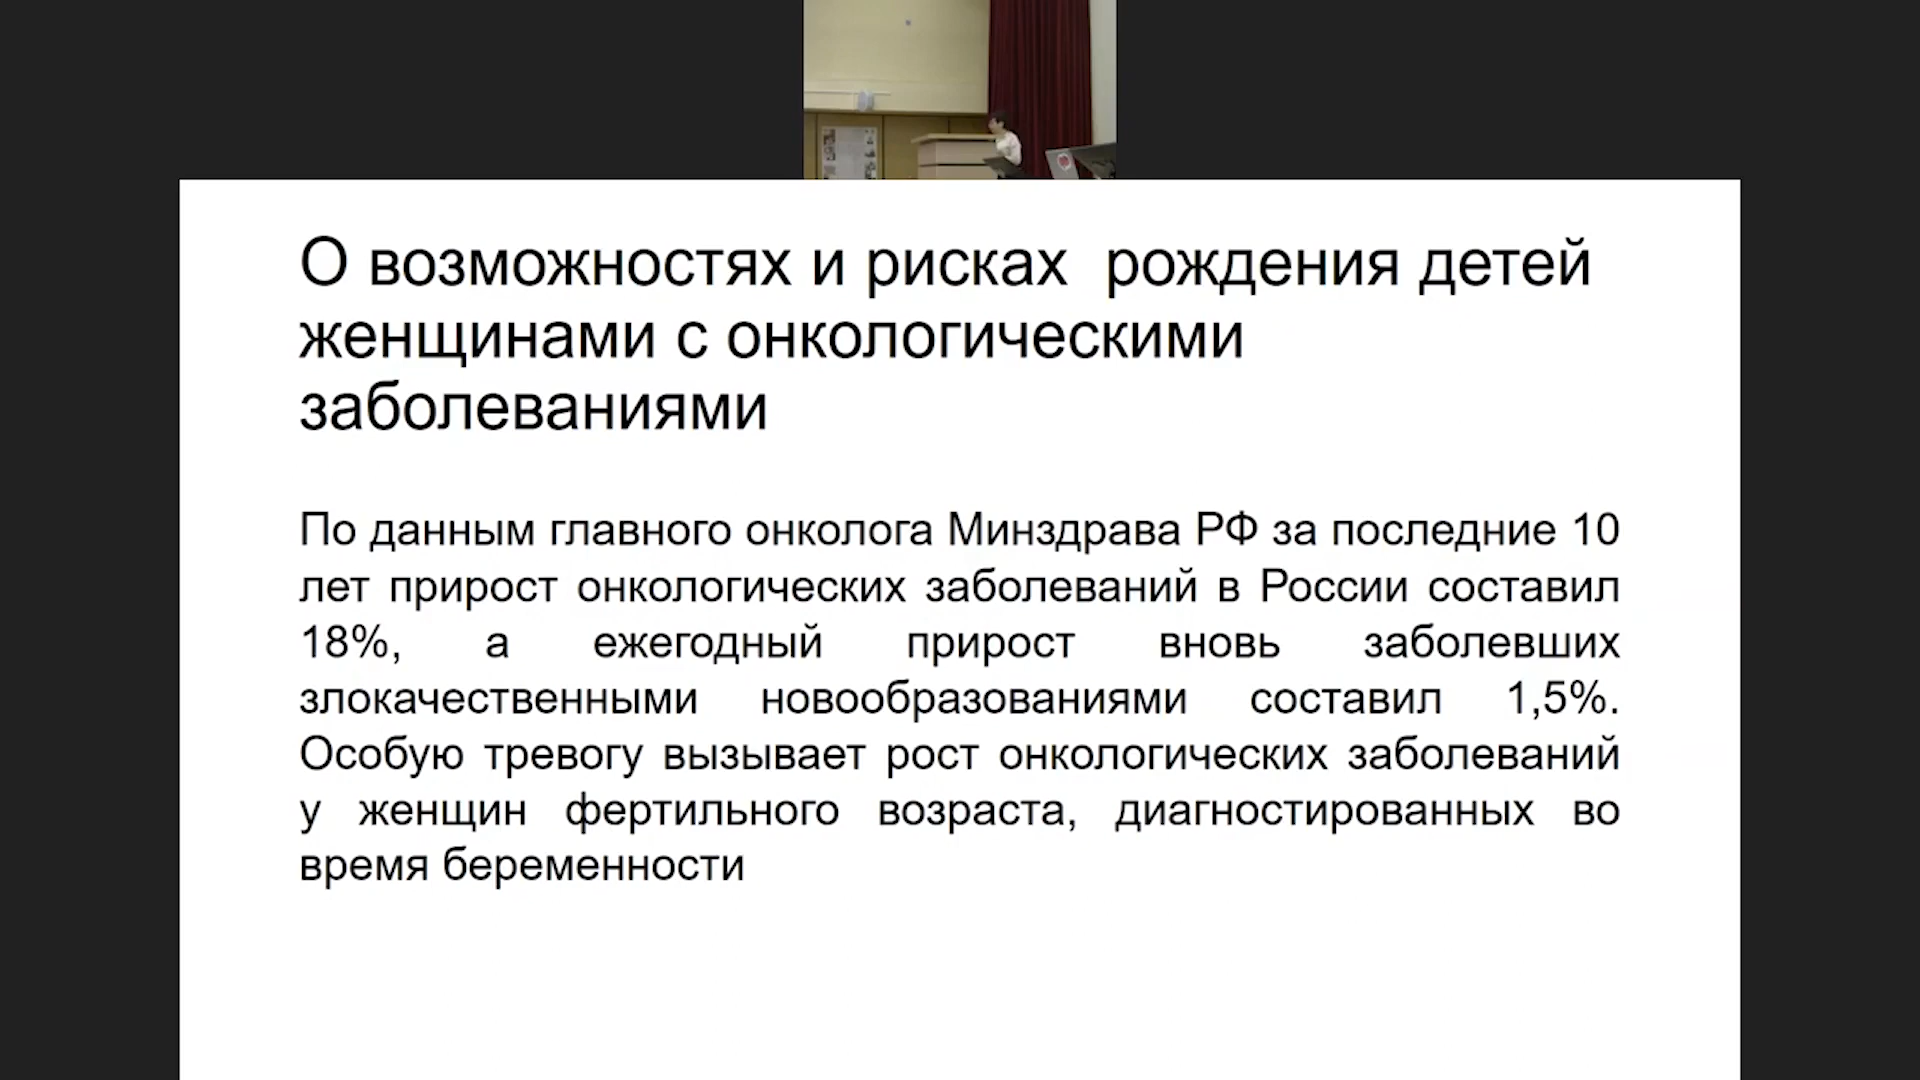 О возможностях и рисках  рождения детей
женщинами с онкологическими
заболеваниями
По данным главного онколога Минздрава РФ за последние 10
лет прирост онкологических заболеваний в России составил
18%, а ежегодный прирост вновь заболевших
злокачественными новообразованиями составил 1,5%.
Особую тревогу вызывает рост онкологических заболеваний
у женщин фертильного возраста, диагностированных во
время беременности